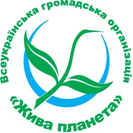 Всеукраїнська громадська організація
«Жива планета»